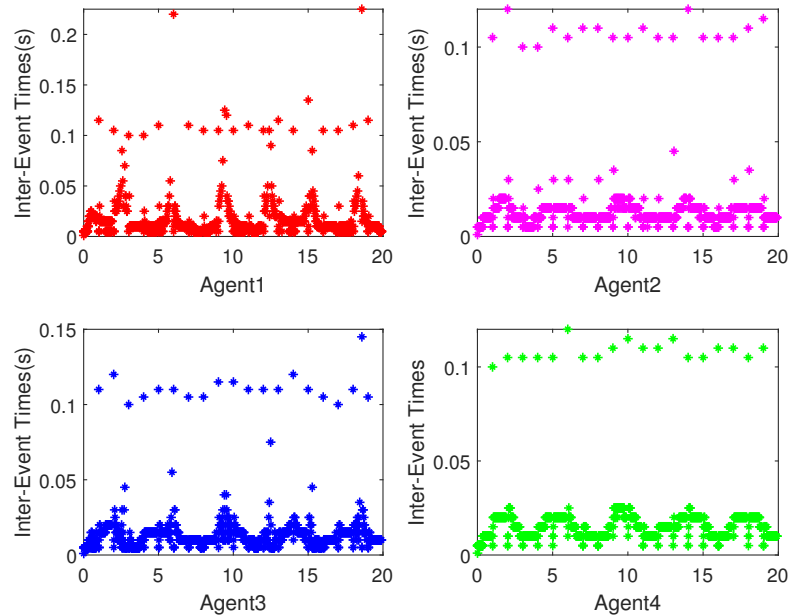 0.2
0.15
0.1
0.05
0
Inter-Event Times(s)
0 5 10 15 20
Agent1
0.1
0.05
0
Inter-Event Times(s)
0 5 10 15 20
Agent2
0.15
0.1
0.05
0
Inter-Event Times(s)
0 5 10 15 20
Agent3
0.1
0.05
0
Inter-Event Times
0 5 10 15 20
Agent4